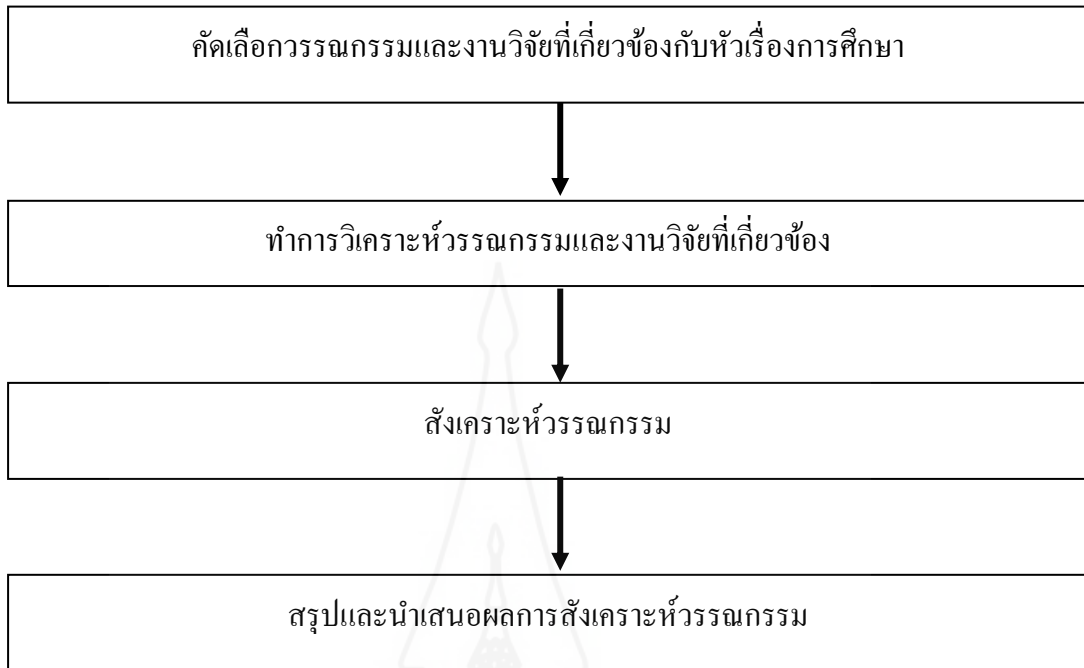 คัดเลือกวรรณกรรมและงานวิจัยที่เกี่ยวข้องกับหัวเรื่องการศึกษา
ทำการวิเคราะห์วรรณกรรมและงานวิจัยที่เกี่ยวข้อง
สังเคราะห์วรรณกรรม
สรุปและนำเสนอผลการสังเคราะห์วรรณกรรม